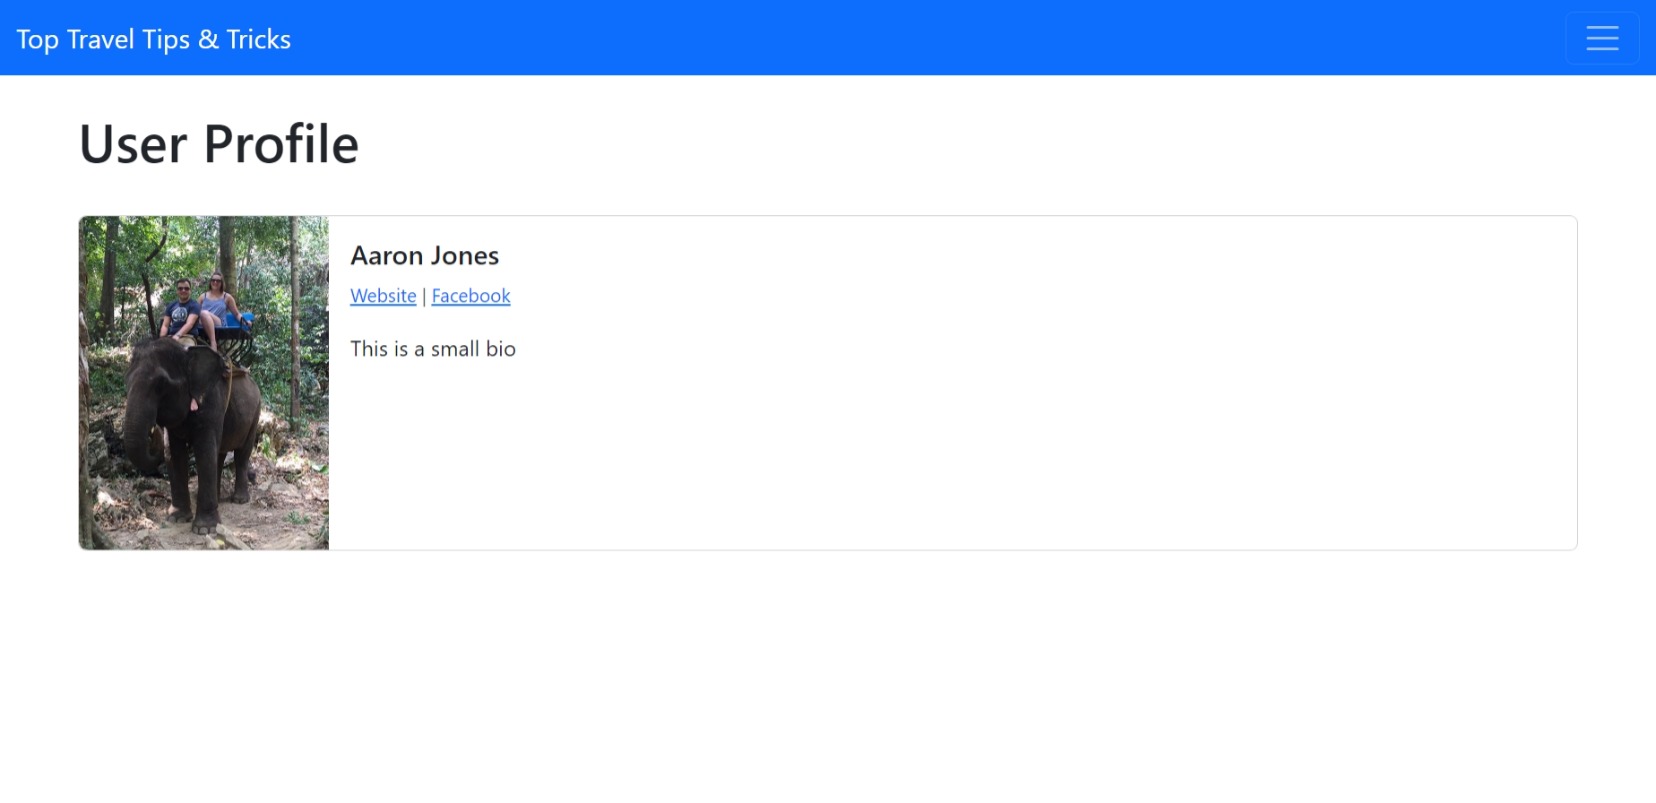 Top Travel Tips & Tricks
User Profile
Aaron Jones
Website | Facebook
This is a small bio